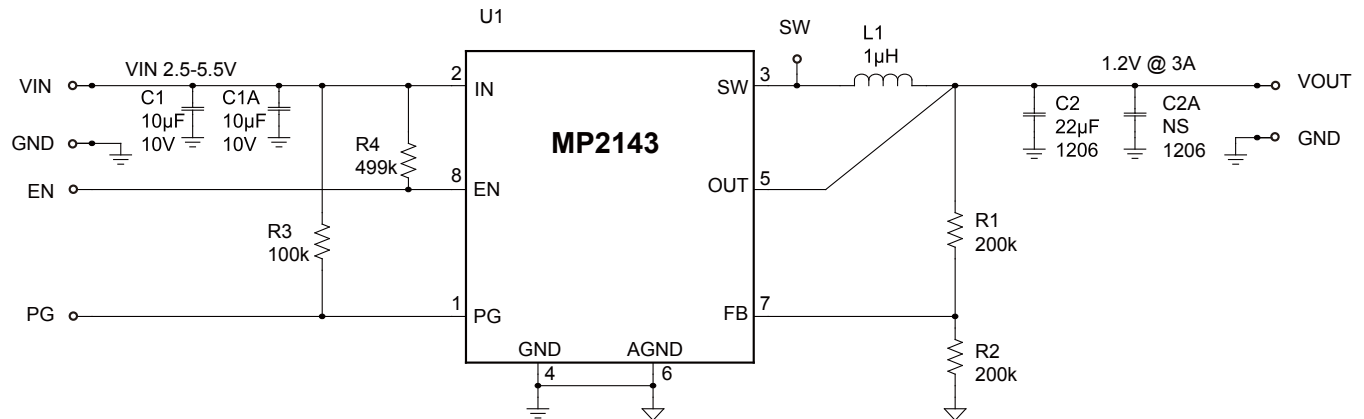 U1
SW
L1
1µH
VIN
VIN 2.5-5.5V
2
IN
SW
3
1.2V @ 3A
VOUT
C1
10µF
10V
C1A
10µF
10V
MP2143
C2
22µF
1206
C2A
NS
1206
GND
GND
R4
499k
EN
8
EN
OUT
5
R3
100k
R1
200k
PG
1
PG
FB
7
GND
AGND
4
6
R2
200k